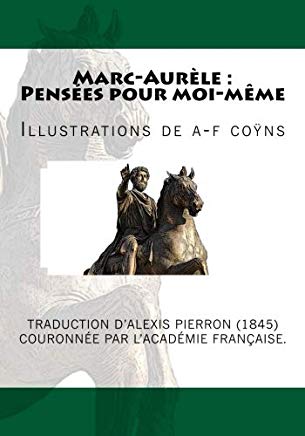 Marc-Aurèle :
Pensées pour moi-même
Illustrations de a-f coÿns
TRADUCTION D'ALEXIS PIERRON (1845)
COURONNÉE PAR L'ACADÉMIE FRANÇAISE.